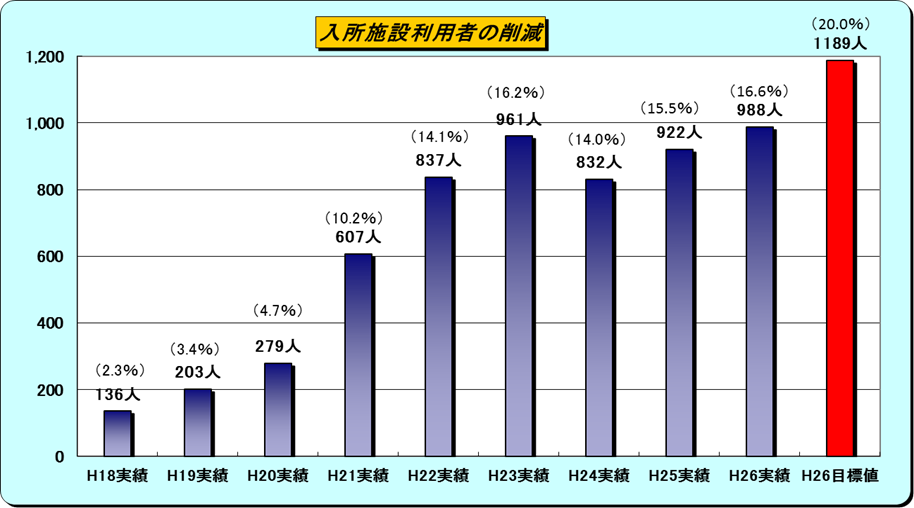 入所施設利用者の削減
(20.0%)
1189人
1,200
1,000
800
600
400
200
0
(2.3%)
136人
(3.4%)
203人
(4.7%)
279人
(10.2%)
607人
(14.1%)
837人
(16.2%)
961人
(14.0%)
832人
(15.5%)
922人
(16.6%)
988人
H18実績 H19実績 H20実績 H21実績 H22実績 H23実績 H24実績 H25実績 H26実績 H26目標値